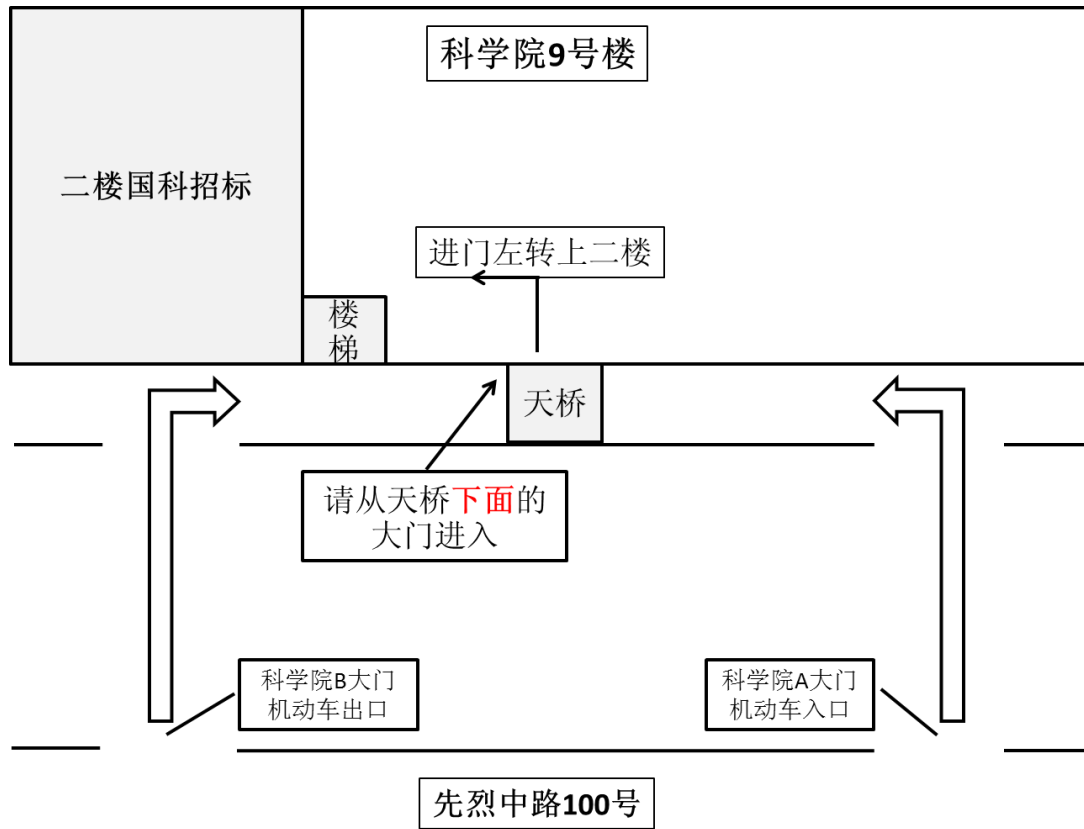 科学院9号楼
二楼国科招标
进门左转上二楼
楼
梯
天桥
请从天桥下面的
大门进入
科学院B大门
机动车出口
科学院A大门
机动车入口
先烈中路100号